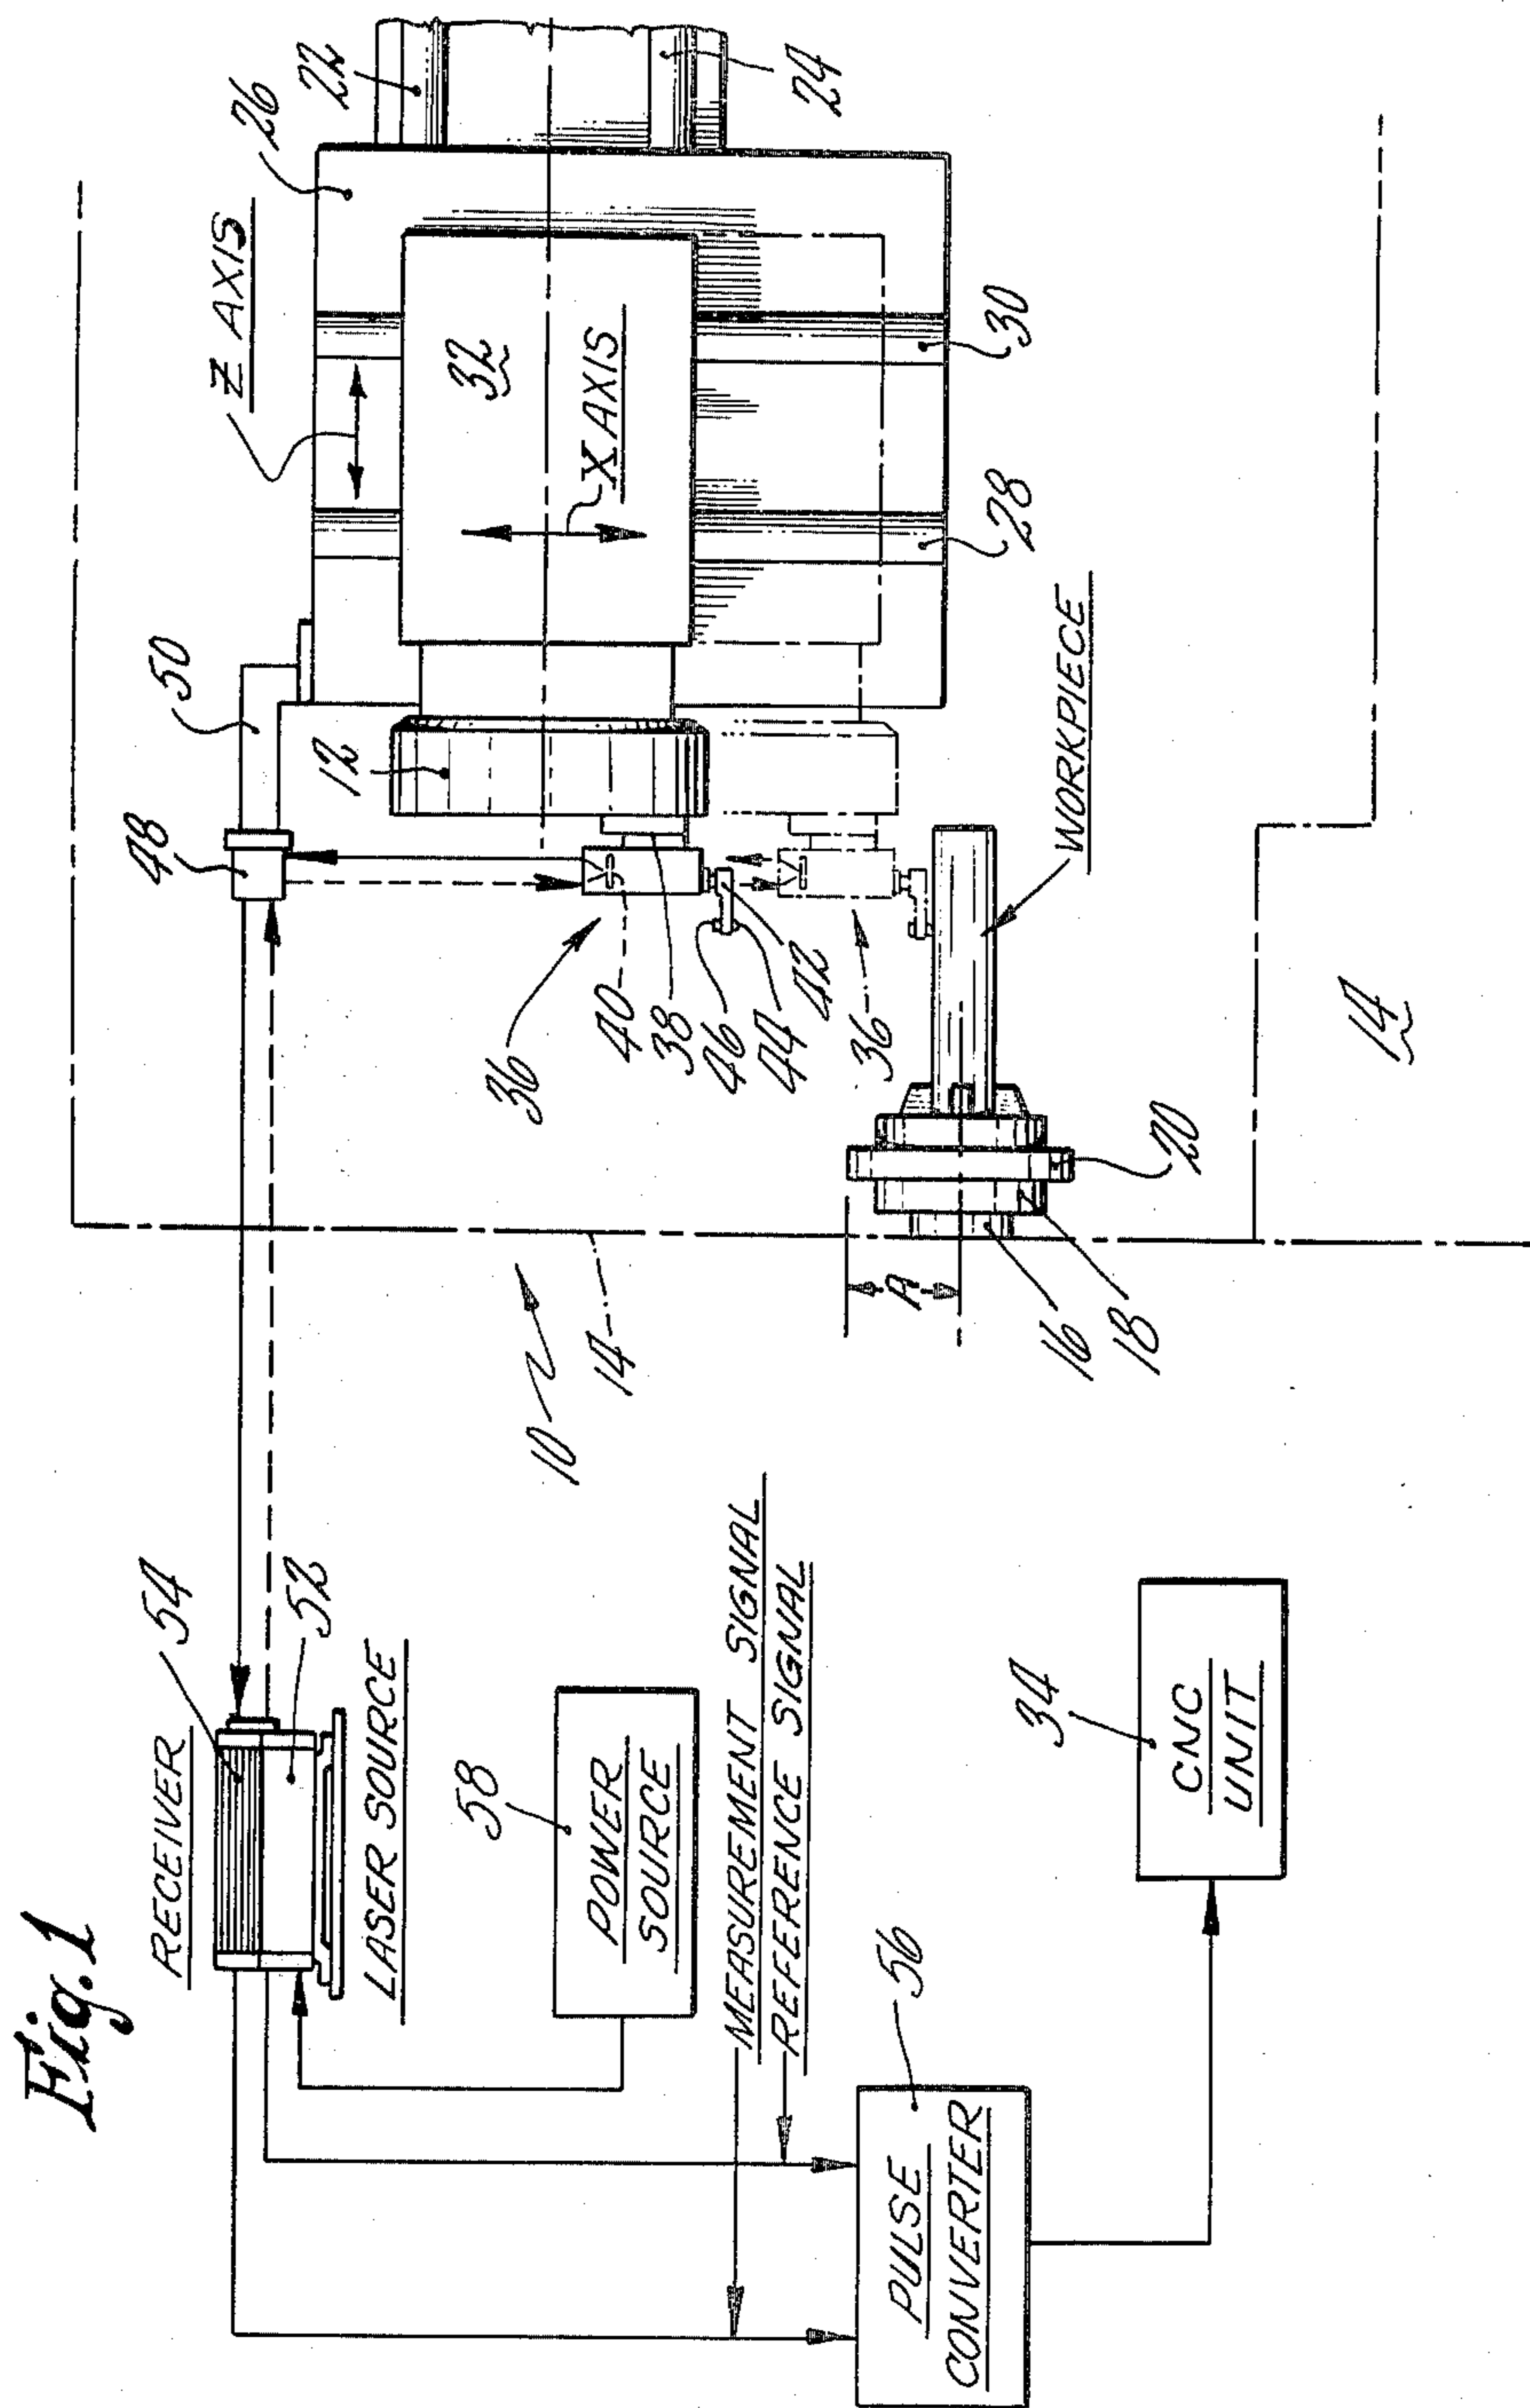 Fig. 1
RECEIVER
54
52
LASER SOURCE
58
POWER
SOURCE
MEASUREMENT SIGNAL
REFERENCE SIGNAL
56
PULSE
CONVERTER
34
CNC
UNIT
10
14
A
16
18
20
14
48
50
Z AXIS
26
22
24
12
32
X AXIS
30
28
36
40
38
46
44
42
36
WORKPIECE